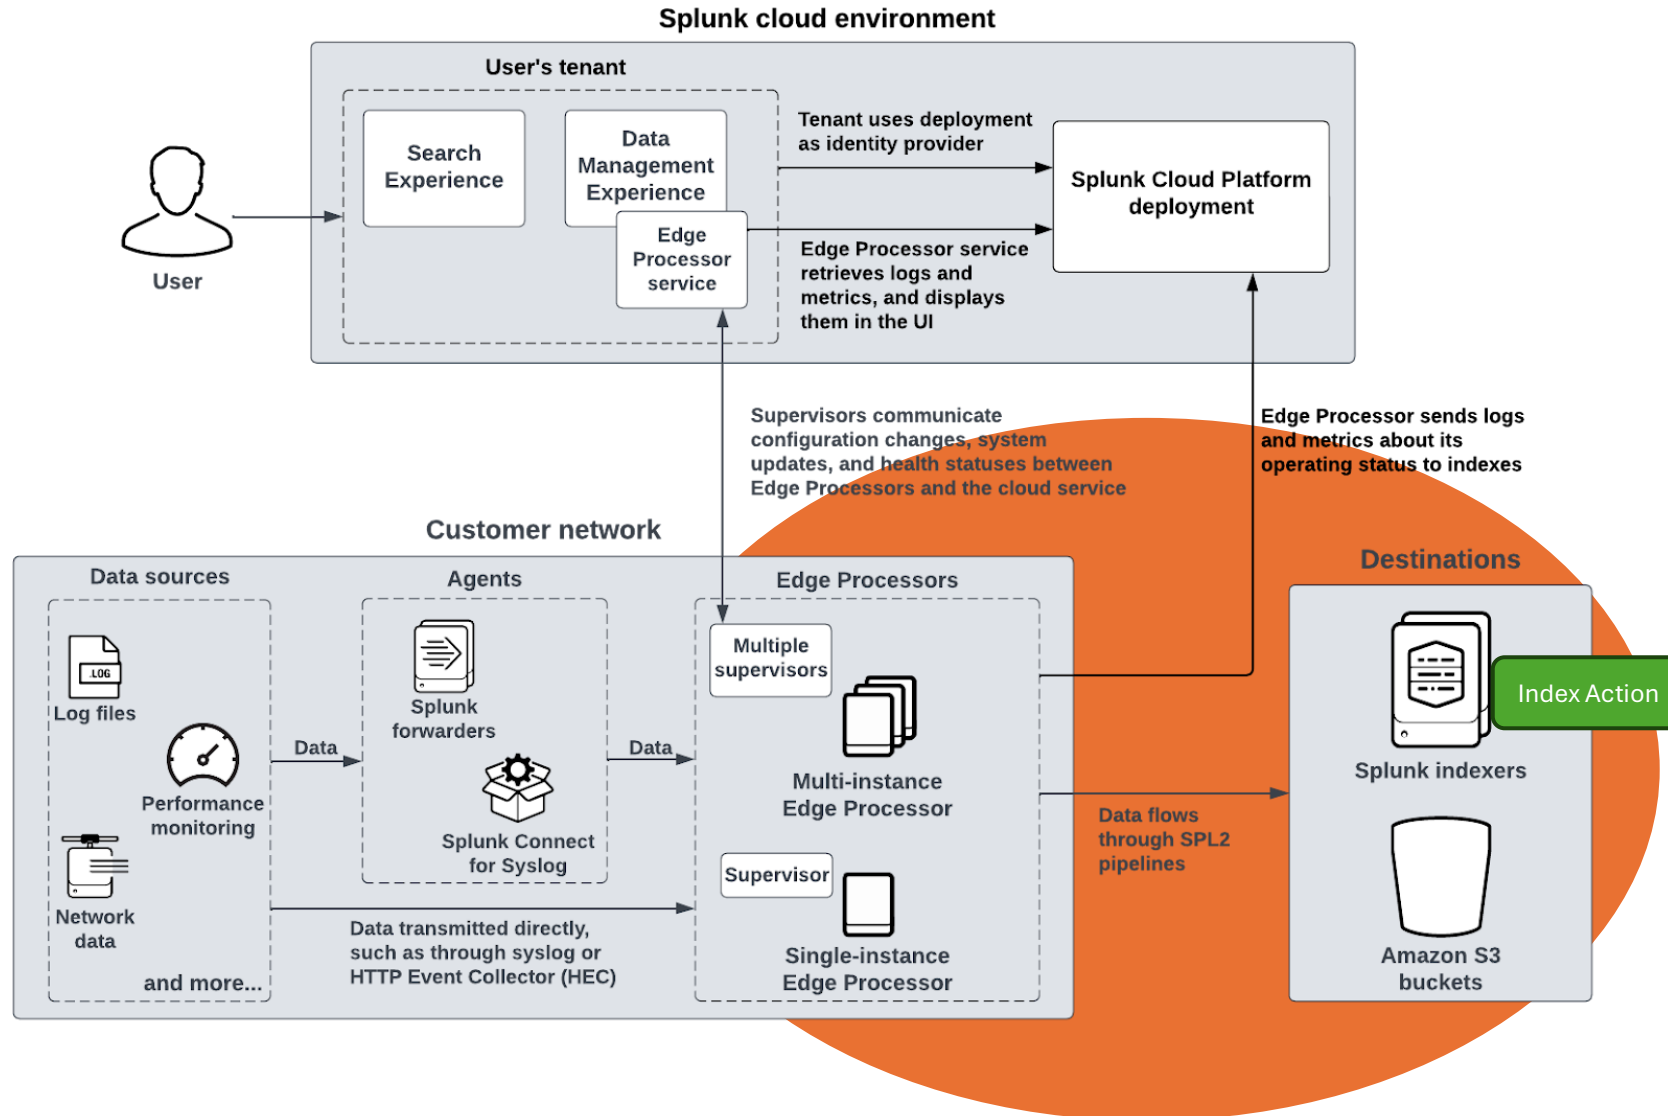 Splunk cloud environment
User's tenant
Search
Experience
Data
Management
Experience
Edge
Processor
service
Tenant uses deployment
as identity provider
Splunk Cloud Platform
deployment
Edge Processor service
retrieves logs and
metrics, and displays
them in the UI
User
Supervisors communicate
configuration changes, system
updates, and health statuses between
Edge Processors and the cloud service
Edge Processor sends logs
and metrics about its
operating status to indexes
Customer network
Data sources
.LOG
Log files
Performance
monitoring
Network
data
and more...
Data
Agents
Splunk
forwarders
Splunk Connect
for Syslog
Data
Data transmitted directly,
such as through syslog or
HTTP Event Collector (HEC)
Edge Processors
Multiple
supervisors
Multi-instance
Edge Processor
Supervisor
Single-instance
Edge Processor
Data flows
through SPL2
pipelines
Destinations
Splunk indexers
Index Action
Amazon S3
buckets